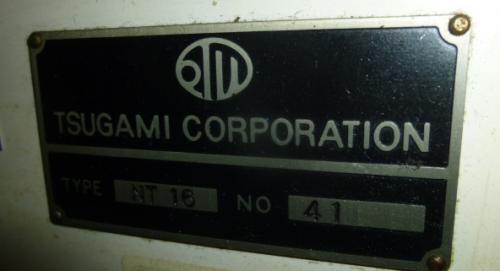 TSUGAMI CORPORATION
TYPE NT 16 NO 41